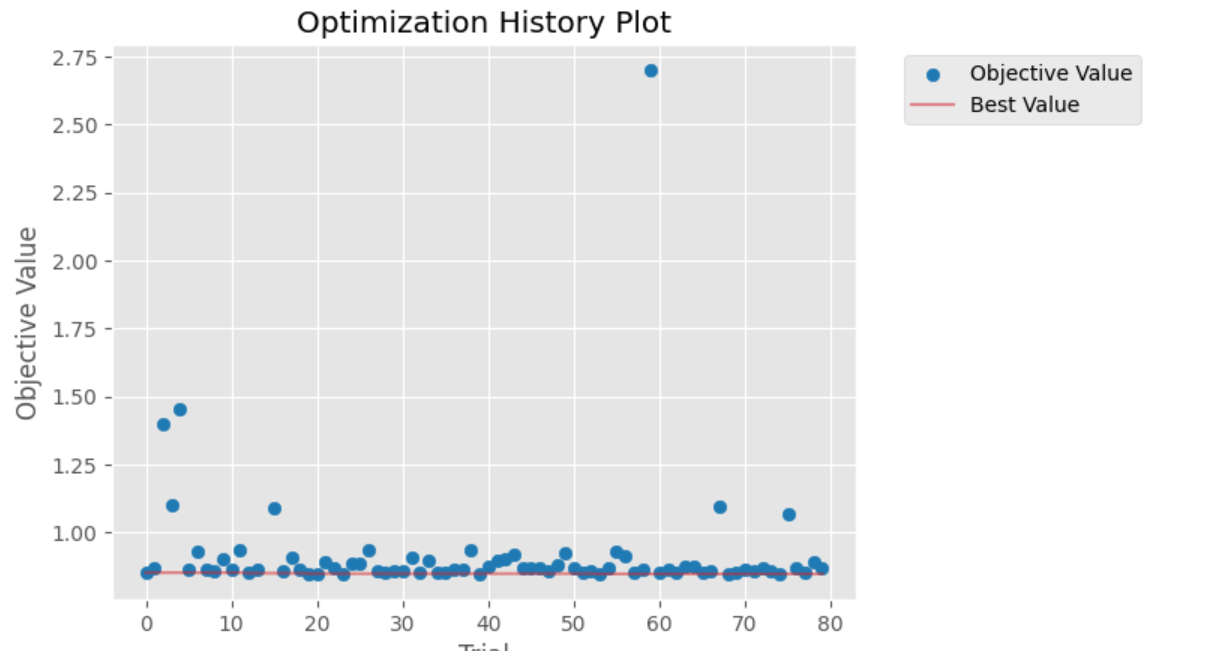 Optimization History Plot
Objective Value
Best Value
Objective Value
2.75
2.50
2.25
2.00
1.75
1.50
1.25
1.00
0 10 20 30 40 50 60 70 80
Trial